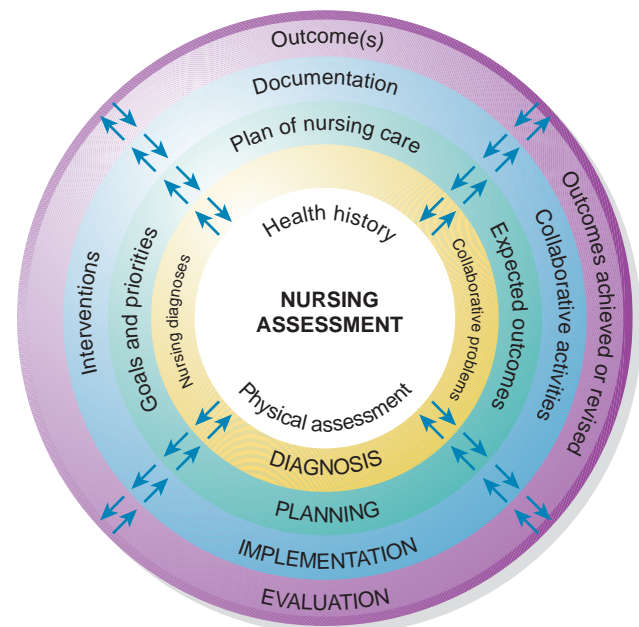 Outcome(s)
Documentation
Plan of nursing care
Health history
Interventions
Goals and priorities
Nursing diagnoses
NURSING
ASSESSMENT
Collaborative problems
Expected outcomes
Collaborative activities
Outcomes achieved or revised
Physical assessment
DIAGNOSIS
PLANNING
IMPLEMENTATION
EVALUATION